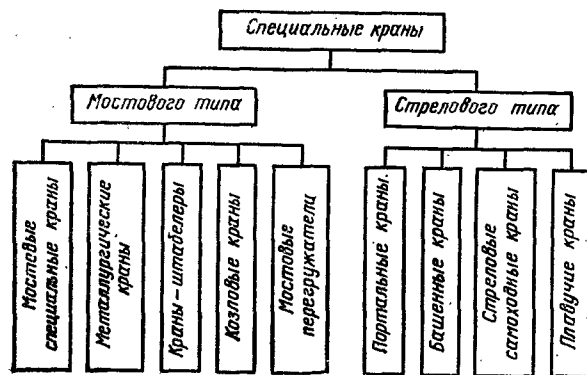 Специальные краны
Мостового типа
Стрелового типа
Мостовые
специальные краны
Металлургические
краны
Краны-штабелеры
Козловые краны
Мостовые
перегружатели
Портальные краны.
Башенные краны
Стреловые
самоходные краны
Плавучие краны